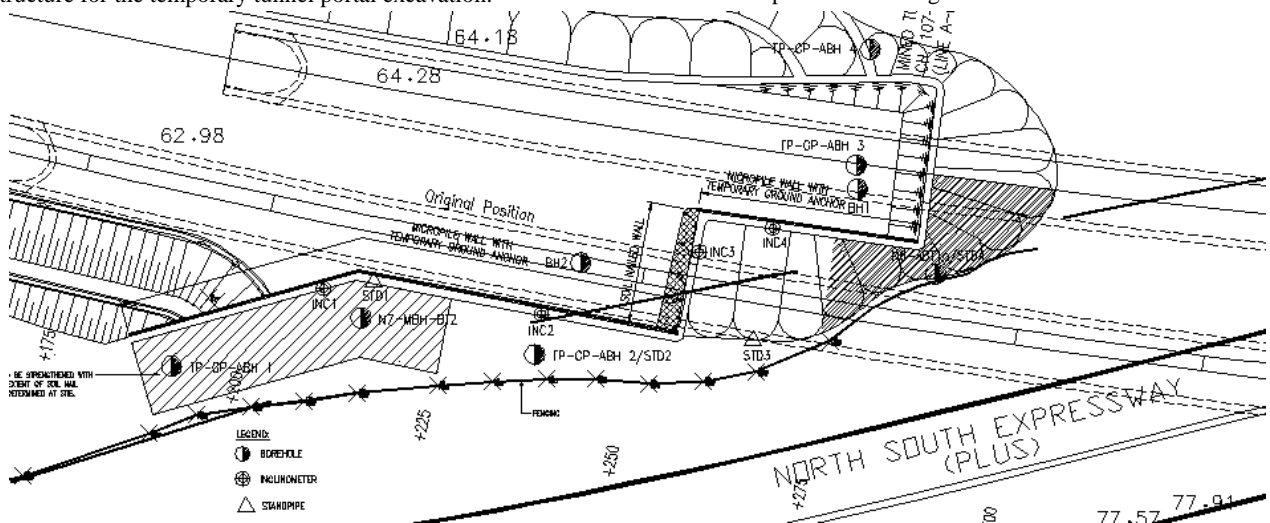 ructure for the temporary tunnel portal excavation.
64.18
TP-CP-ABH 4
64.28
(LINE A-
62.98
TP-CP-ABH 3
MICROPILE WALL WITH
TEMPORARY GROUND ANCHOR
BH1
Original Position
MICROPILE WALL WITH
TEMPORARY GROUND ANCHOR
BH2
SOIL NAILED WALL
INC3
INC4
INC1
STD1
N7-MBH-BT2
INC2
TP-CP-ABH 2/STD2
STD3
+175
TP-CP-ABH 1
BE STRENGTHENED WITH
EXTENT OF SOIL NAIL
DETERMINED AT SITE.
+200
+225
FENCING
+250
+275
LEGEND:
BOREHOLE
INCLINOMETER
STANDPIPE
NORTH SOUTH EXPRESSWAY
(PLUS)
77.57
77.91